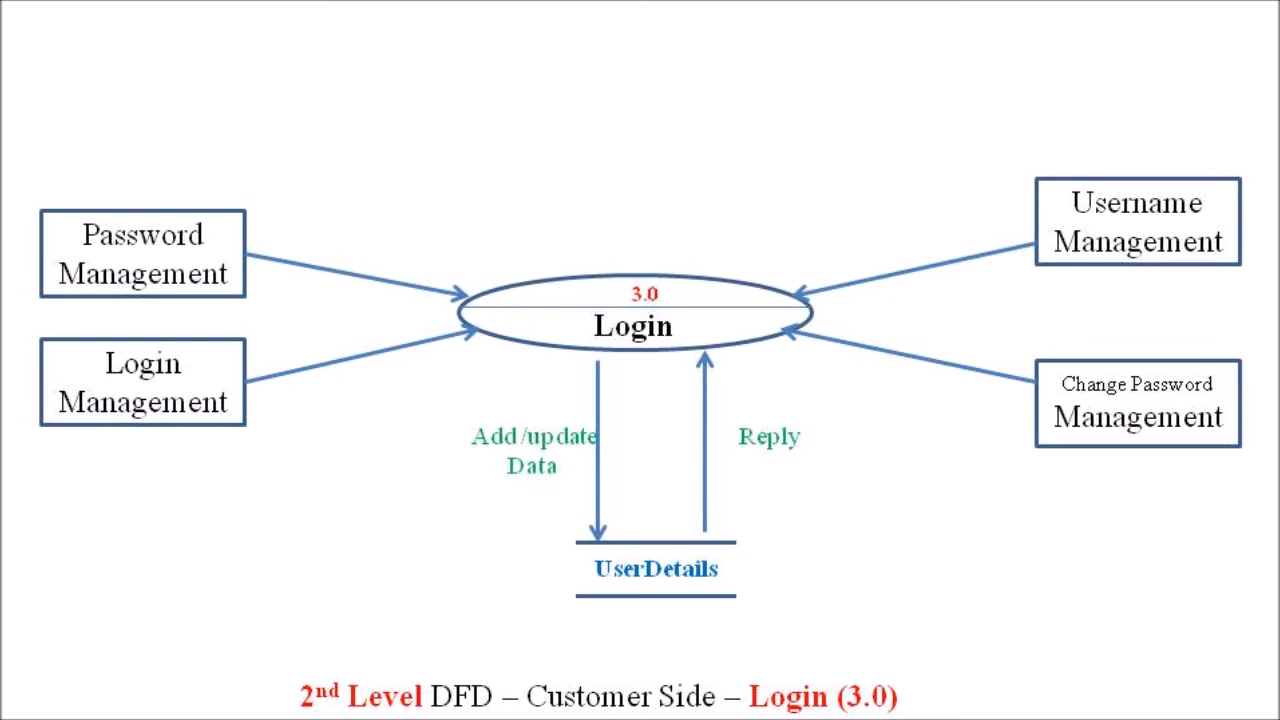 Password
Management
Username
Management
3.0
Login
Login
Management
Change Password
Management
Add/update
Data
Reply
UserDetails
2nd Level DFD – Customer Side – Login (3.0)